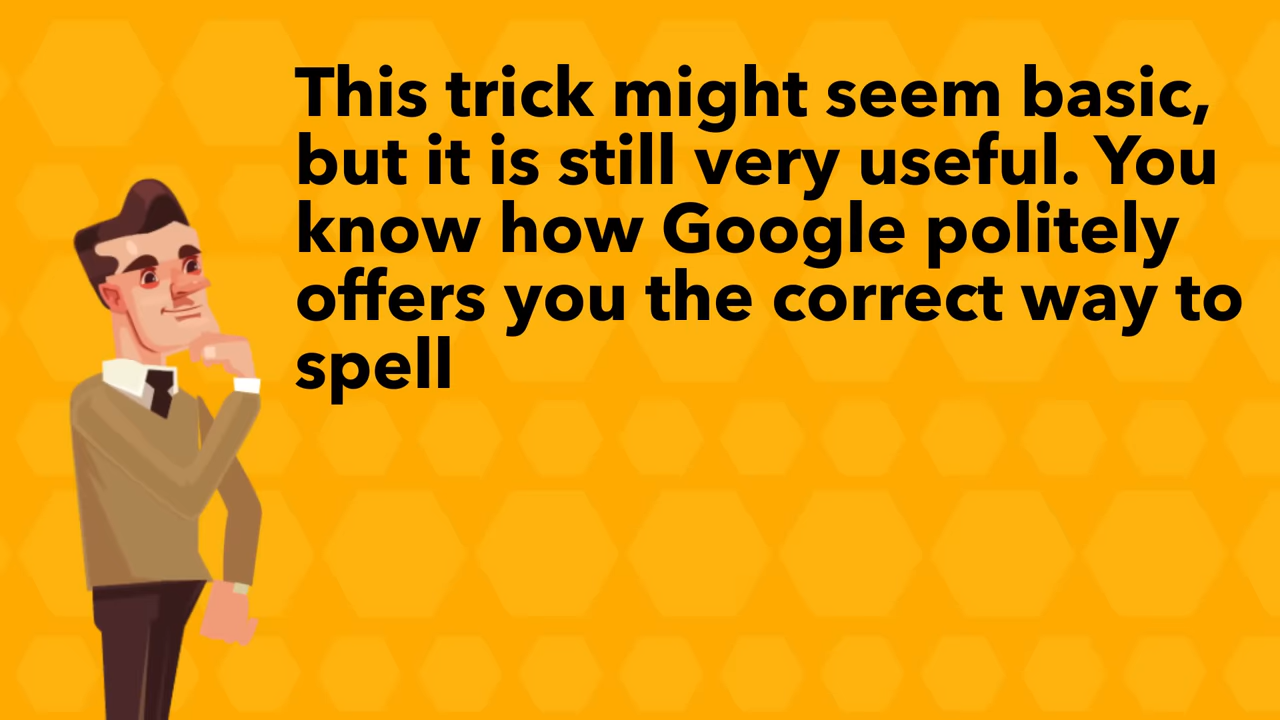 This trick might seem basic,
but it is still very useful. You
know how Google politely
offers you the correct way to
spell